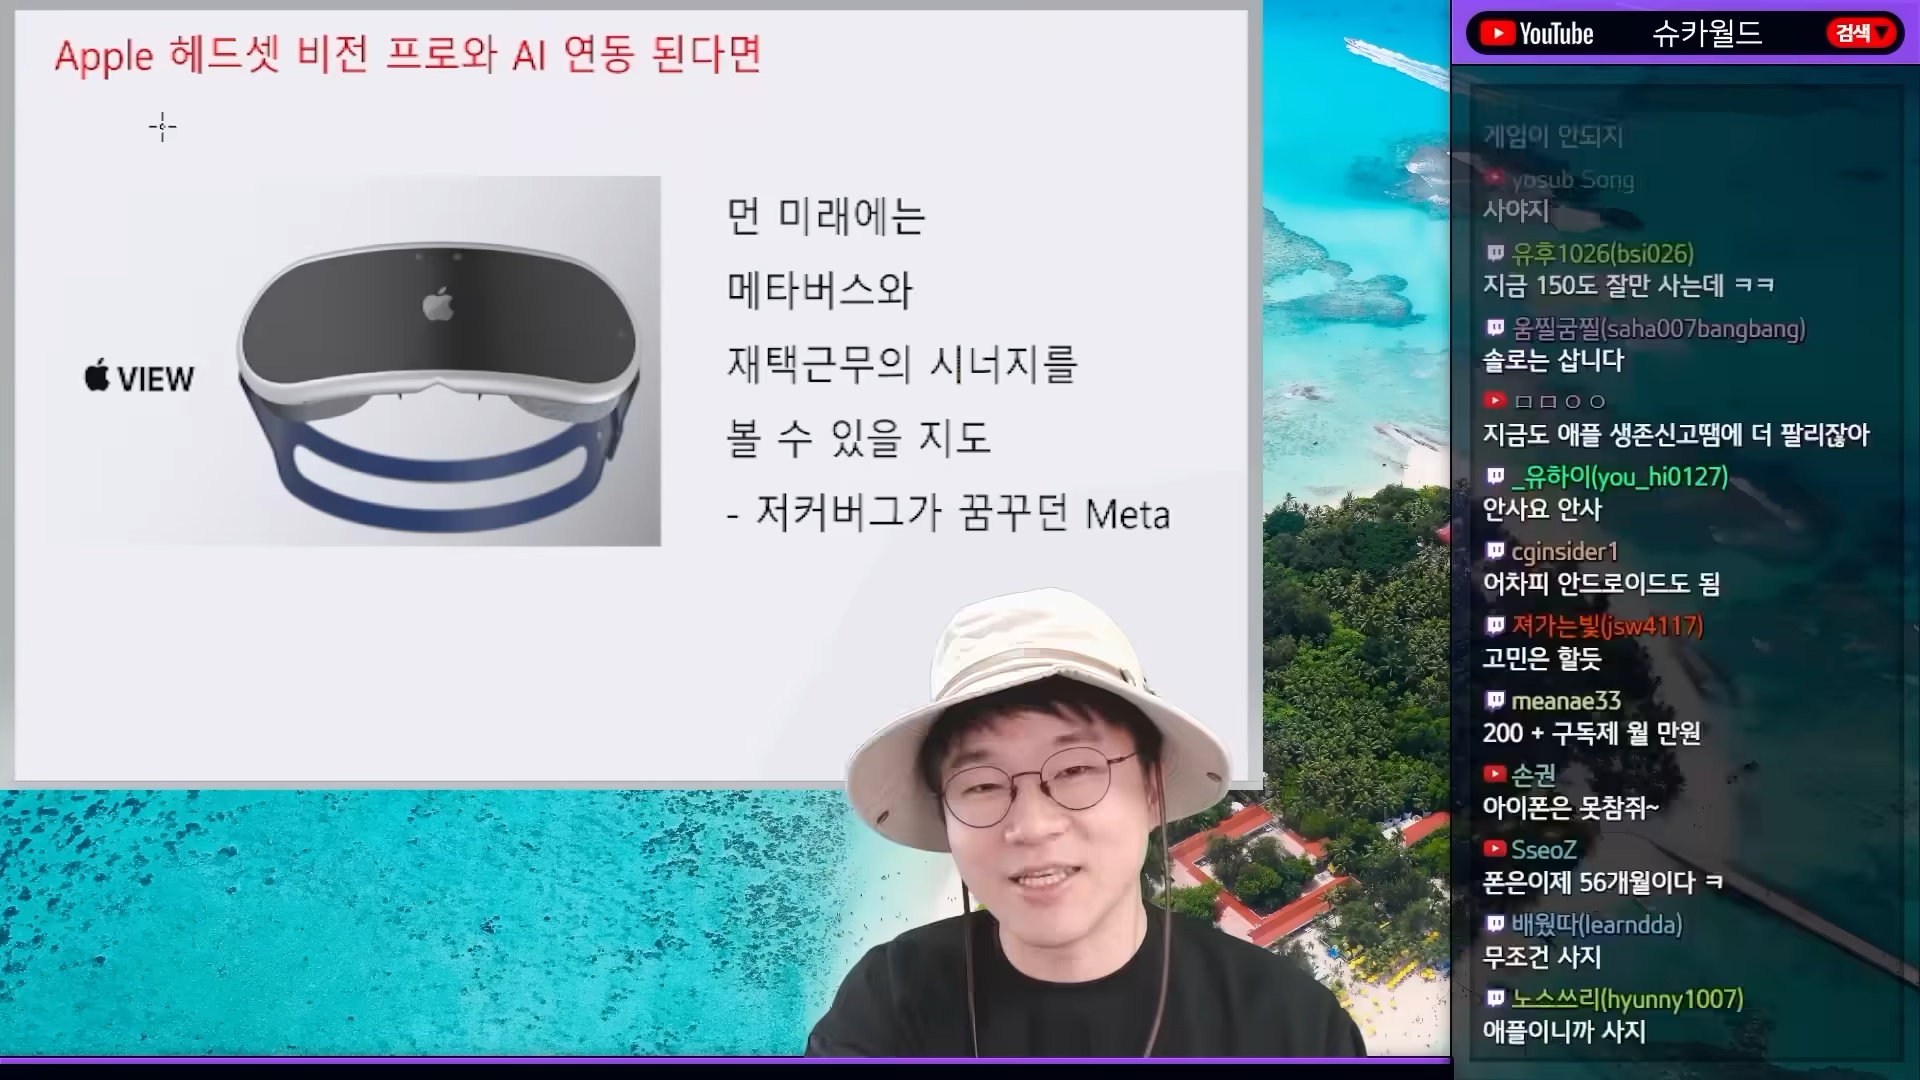 Apple 헤드셋 비전 프로와 AI 연동 된다면
VIEW
먼 미래에는
메타버스와
재택근무의 시너지를
볼 수 있을 지도
- 저커버그가 꿈꾸던 Meta
YouTube 슈카월드 검색
게임이 안되지
yosub Song
사야지
유후1026(bsi026)
지금 150도 잘만 사는데 ㅋㅋ
움찔굼찔(saha007bangbang)
솔로는 삽니다
ㅁㅁㅇㅇ
지금도 애플 생존신고땜에 더 팔리잖아
_유하이(you_hi0127)
안사요 안사
cginsider1
어차피 안드로이드도 됨
져가는빛(jsw4117)
고민은 할듯
meanae33
200 + 구독제 월 만원
손권
아이폰은 못참쥐~
SseoZ
폰은이제 56개월이다 ㅋ
배웠따(learndda)
무조건 사지
노스쓰리(hyunny1007)
애플이니까 사지